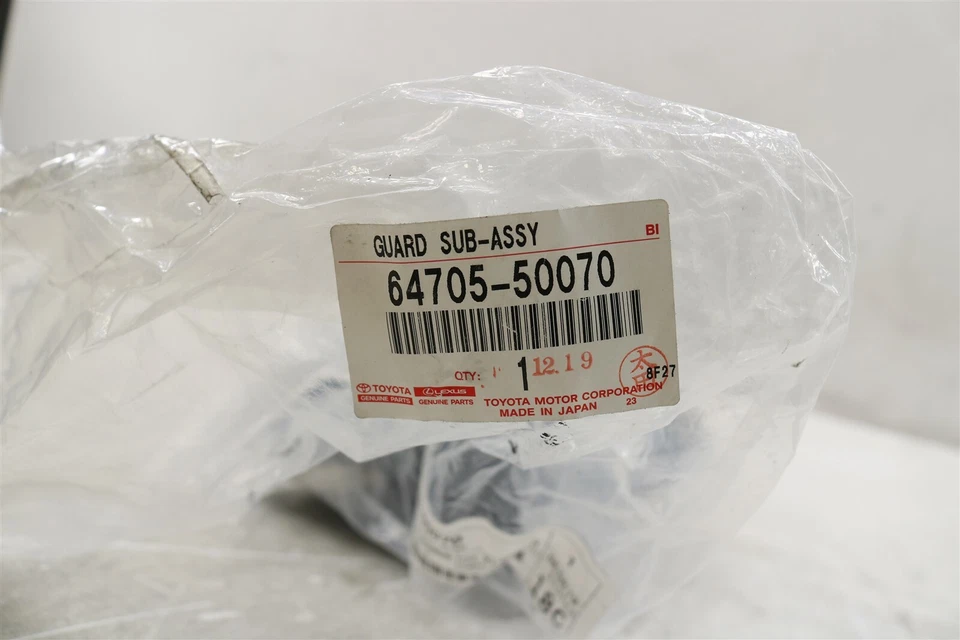 GUARD SUB-ASSY
BI
64705-50070
QTY: 1 12.19
8F27
TOYOTA LEXUS
GENUINE PARTS GENUINE PARTS
TOYOTA MOTOR CORPORATION
MADE IN JAPAN
23